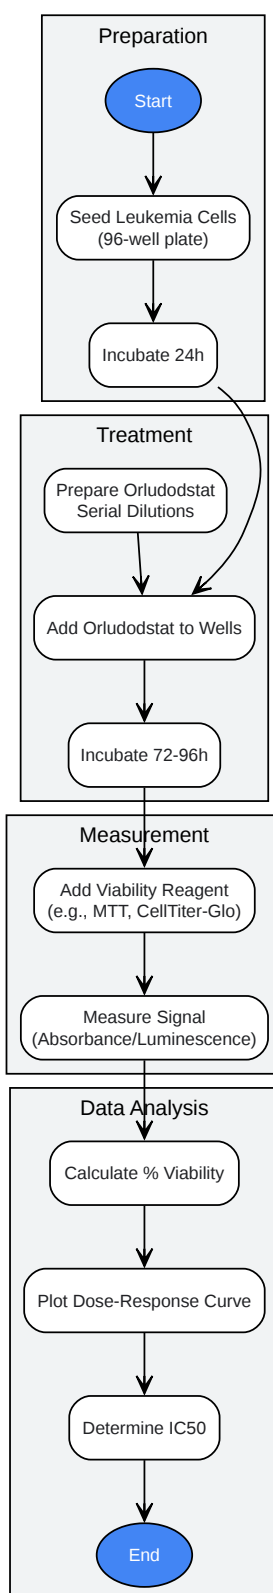 Preparation
Start
Seed Leukemia Cells
(96-well plate)
Incubate 24h
Treatment
Prepare Orludodstat
Serial Dilutions
Add Orludodstat to Wells
Incubate 72-96h
Measurement
Add Viability Reagent
(e.g., MTT, CellTiter-Glo)
Measure Signal
(Absorbance/Luminescence)
Data Analysis
Calculate % Viability
Plot Dose-Response Curve
Determine IC50
End